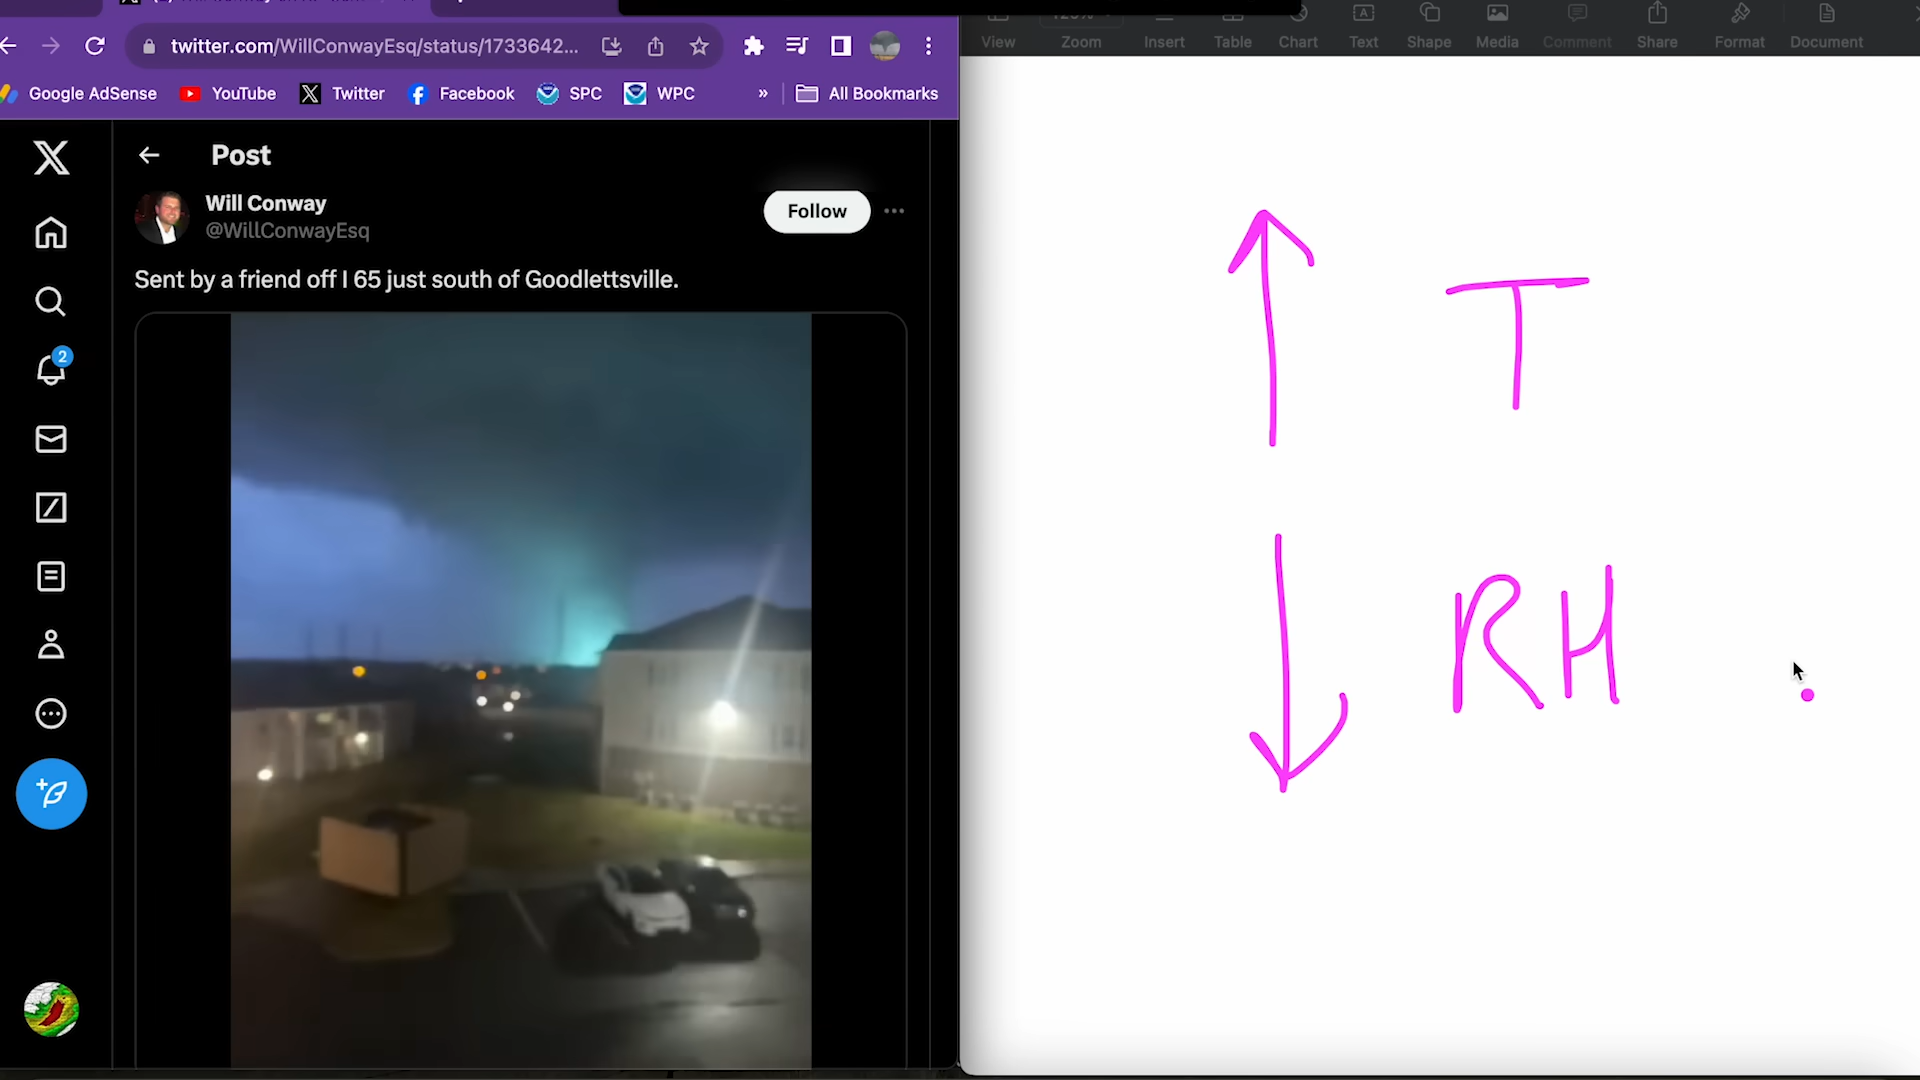 twitter.com/WillConwayEsq/status/1733642...
Google AdSense YouTube Twitter Facebook SPC WPC » All Bookmarks
Post
Will Conway
@WillConwayEsq
Follow
Sent by a friend off I 65 just south of Goodlettsville.
2
View Zoom Insert Table Chart Text Shape Media Comment Share Format Document
T
RH